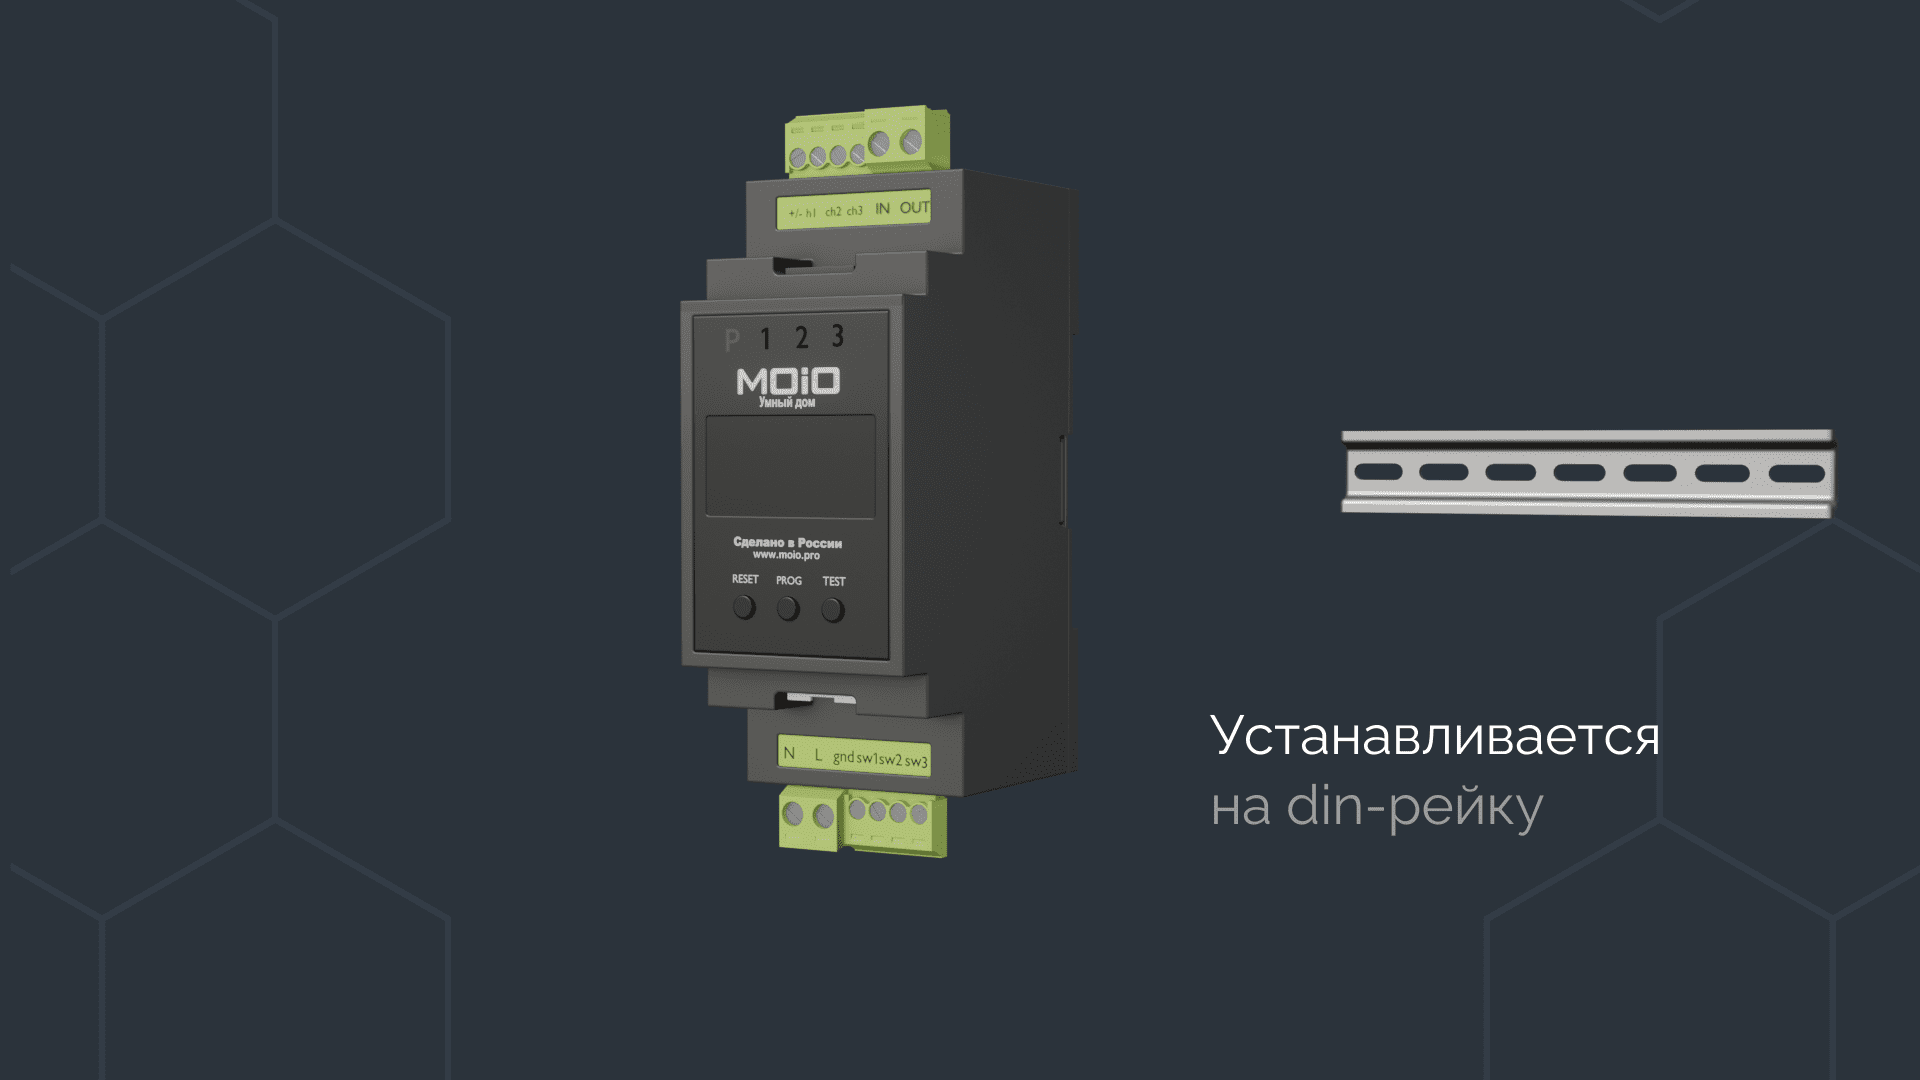 +/- h1 ch2 ch3 IN OUT
P 1 2 3
MOiO
Умный дом
Сделано в России
www.moio.pro
RESET PROG TEST
N L gnd sw1 sw2 sw3
Устанавливается
на din-рейку